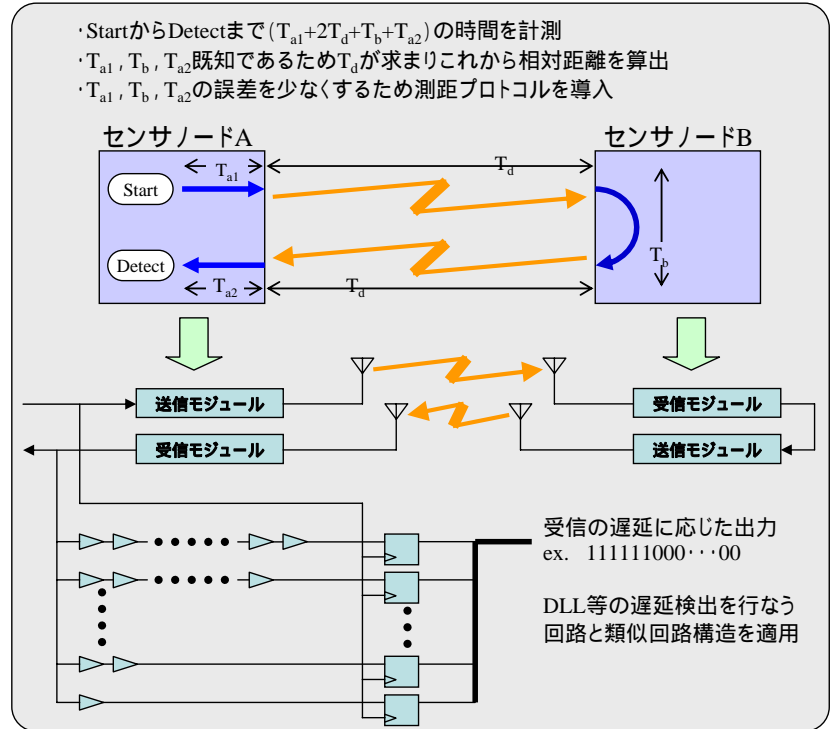 ·StartからDetectまで(Ta1+2Td+Tb+Ta2)の時間を計測
·Ta1, Tb, Ta2既知であるためTdが求まりこれから相対距離を算出
·Ta1, Tb, Ta2の誤差を少なくするため測距プロトコルを導入
センサノードA
センサノードB
Ta1
Td
Start
Detect
Tb
Ta2
Td
送信モジュール
受信モジュール
受信モジュール
送信モジュール
受信の遅延に応じた出力
ex. 111111000···00
DLL等の遅延検出を行なう
回路と類似回路構造を適用